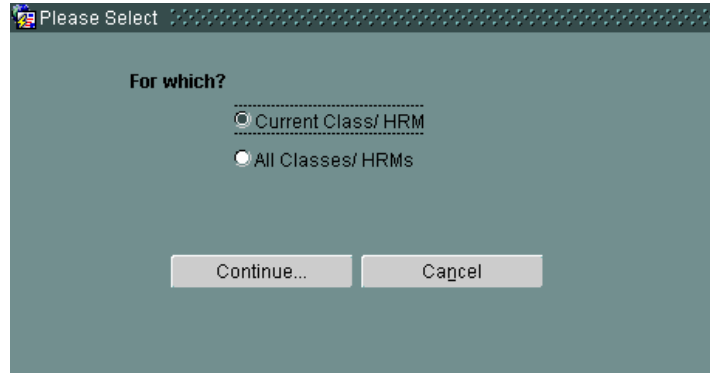 Please Select
For which?
Current Class/ HRM
All Classes/ HRMs
Continue... Cancel